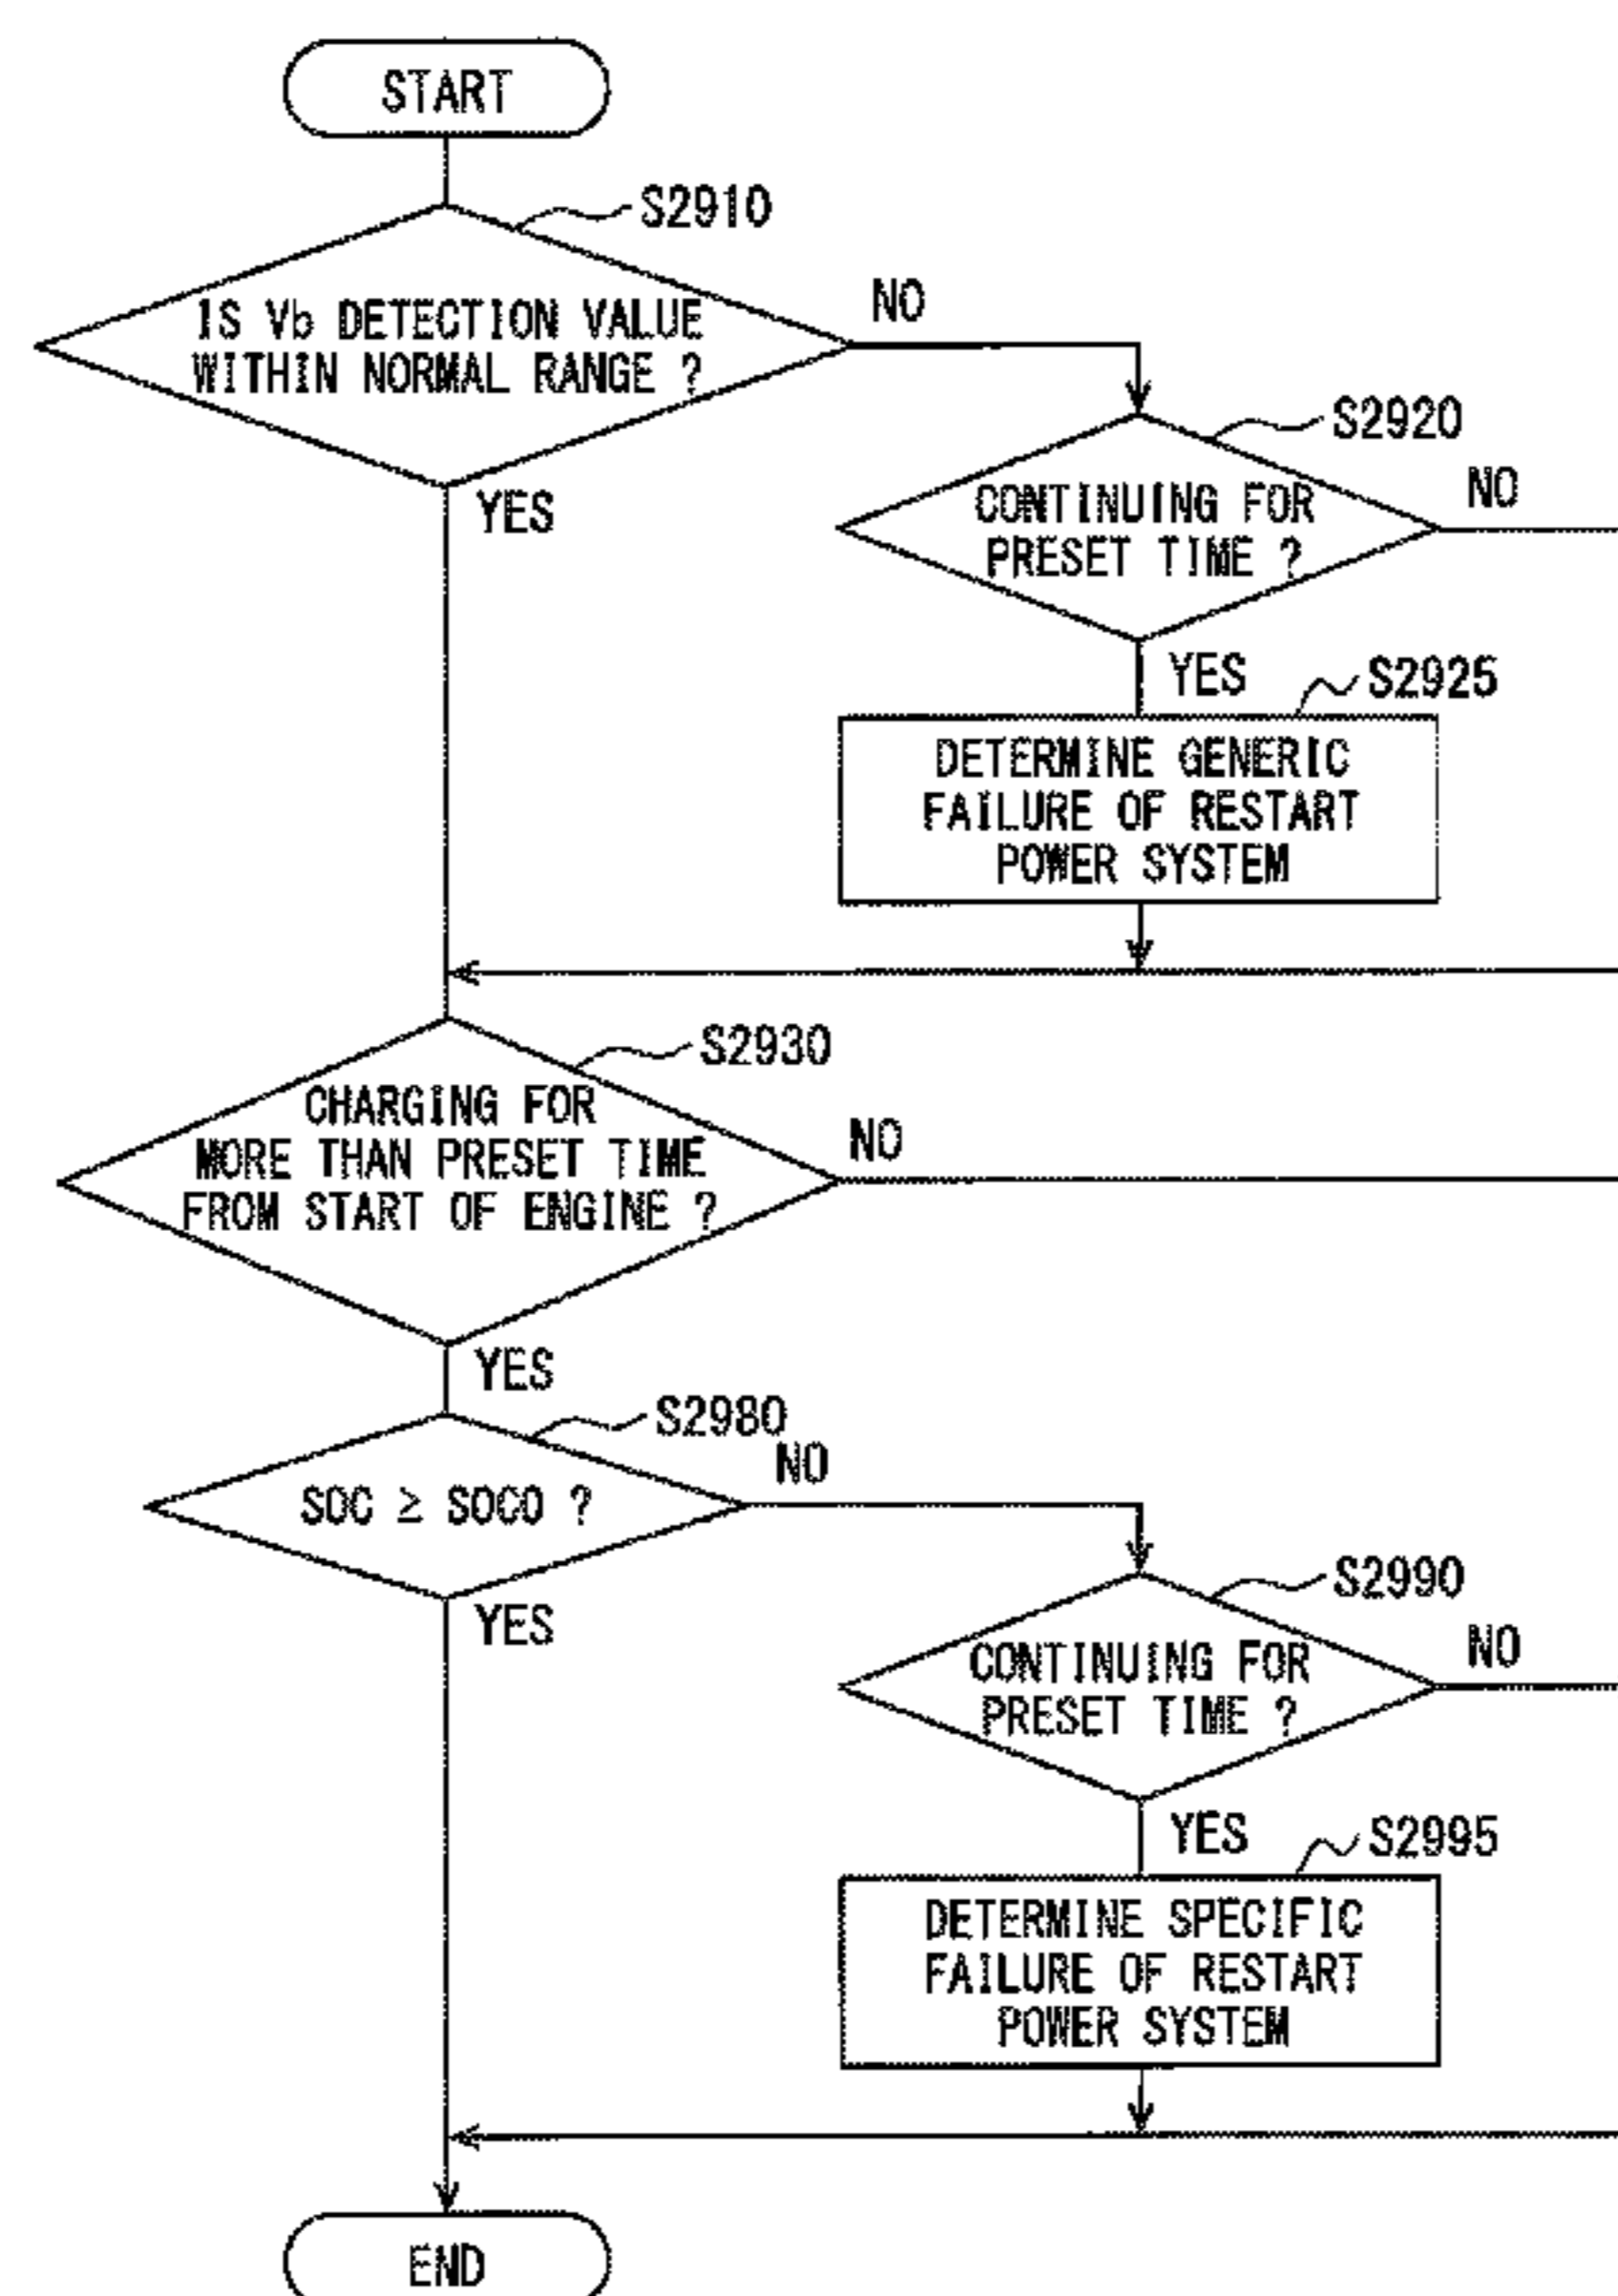 START
S2910
IS Vb DETECTION VALUE
WITHIN NORMAL RANGE ?
NO
YES
S2920
CONTINUING FOR
PRESET TIME ?
NO
YES
S2925
DETERMINE GENERIC
FAILURE OF RESTART
POWER SYSTEM
S2930
CHARGING FOR
MORE THAN PRESET TIME
FROM START OF ENGINE ?
NO
YES
S2980
SOC ≥ SOC0 ?
NO
YES
S2990
CONTINUING FOR
PRESET TIME ?
NO
YES
S2995
DETERMINE SPECIFIC
FAILURE OF RESTART
POWER SYSTEM
END